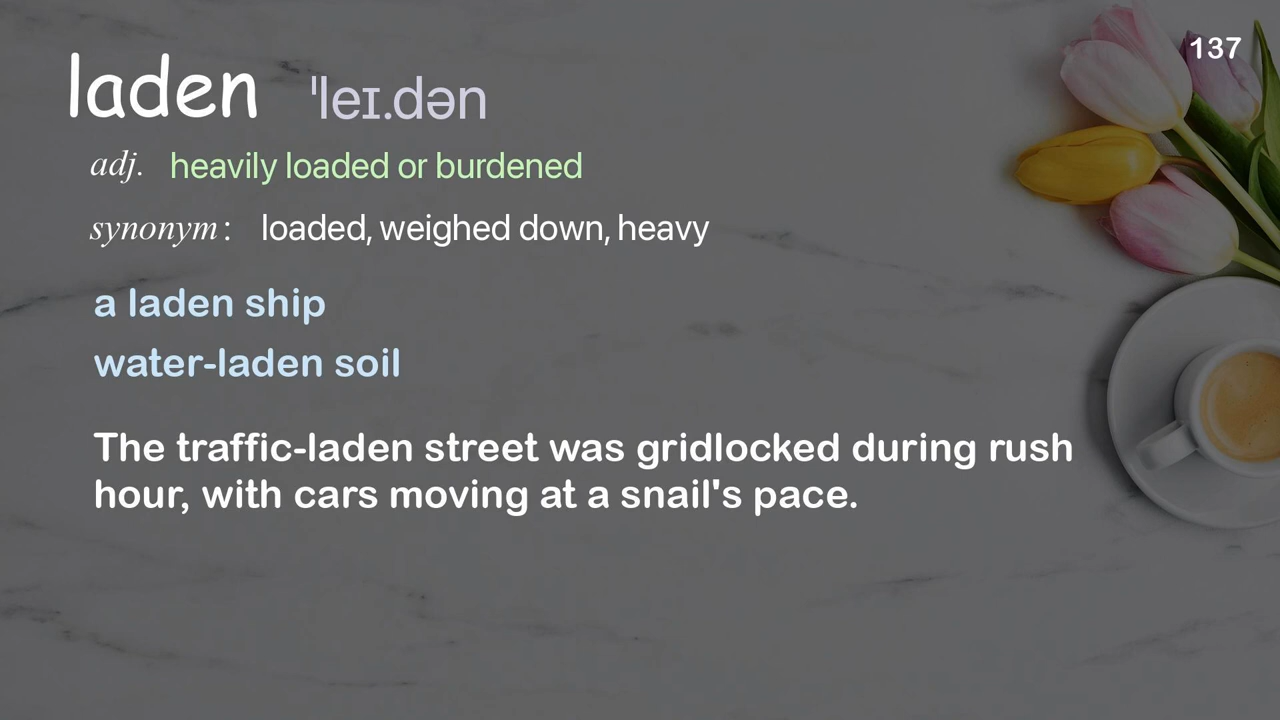 137
laden ˈleɪ.dən
adj. heavily loaded or burdened
synonym: loaded, weighed down, heavy
a laden ship
water-laden soil
The traffic-laden street was gridlocked during rush
hour, with cars moving at a snail's pace.